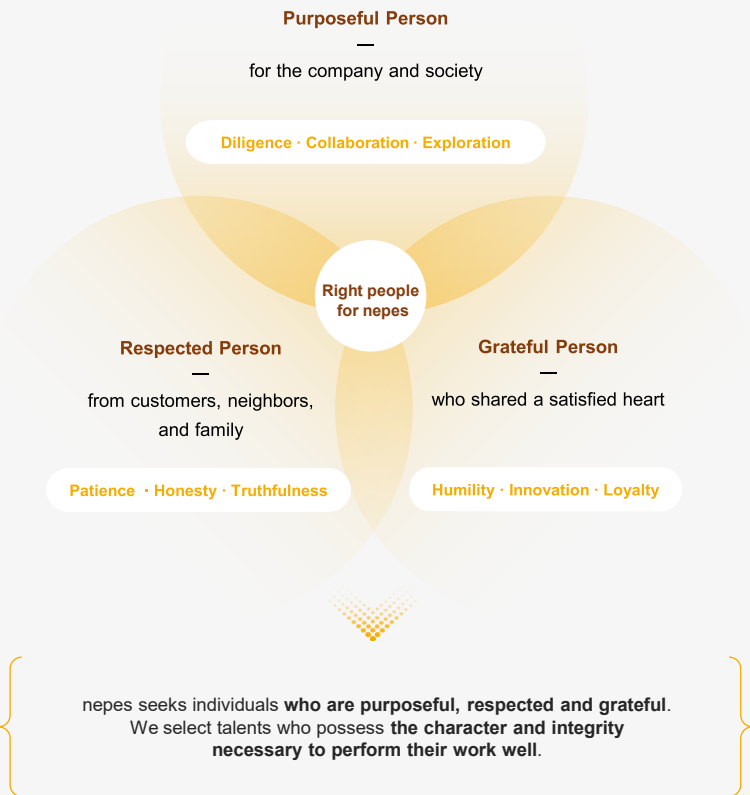 Purposeful Person
for the company and society
Diligence · Collaboration · Exploration
Right people
for nepes
Respected Person
from customers, neighbors,
and family
Patience · Honesty · Truthfulness
Grateful Person
who shared a satisfied heart
Humility · Innovation · Loyalty
nepes seeks individuals who are purposeful, respected and grateful.
We select talents who possess the character and integrity
necessary to perform their work well.